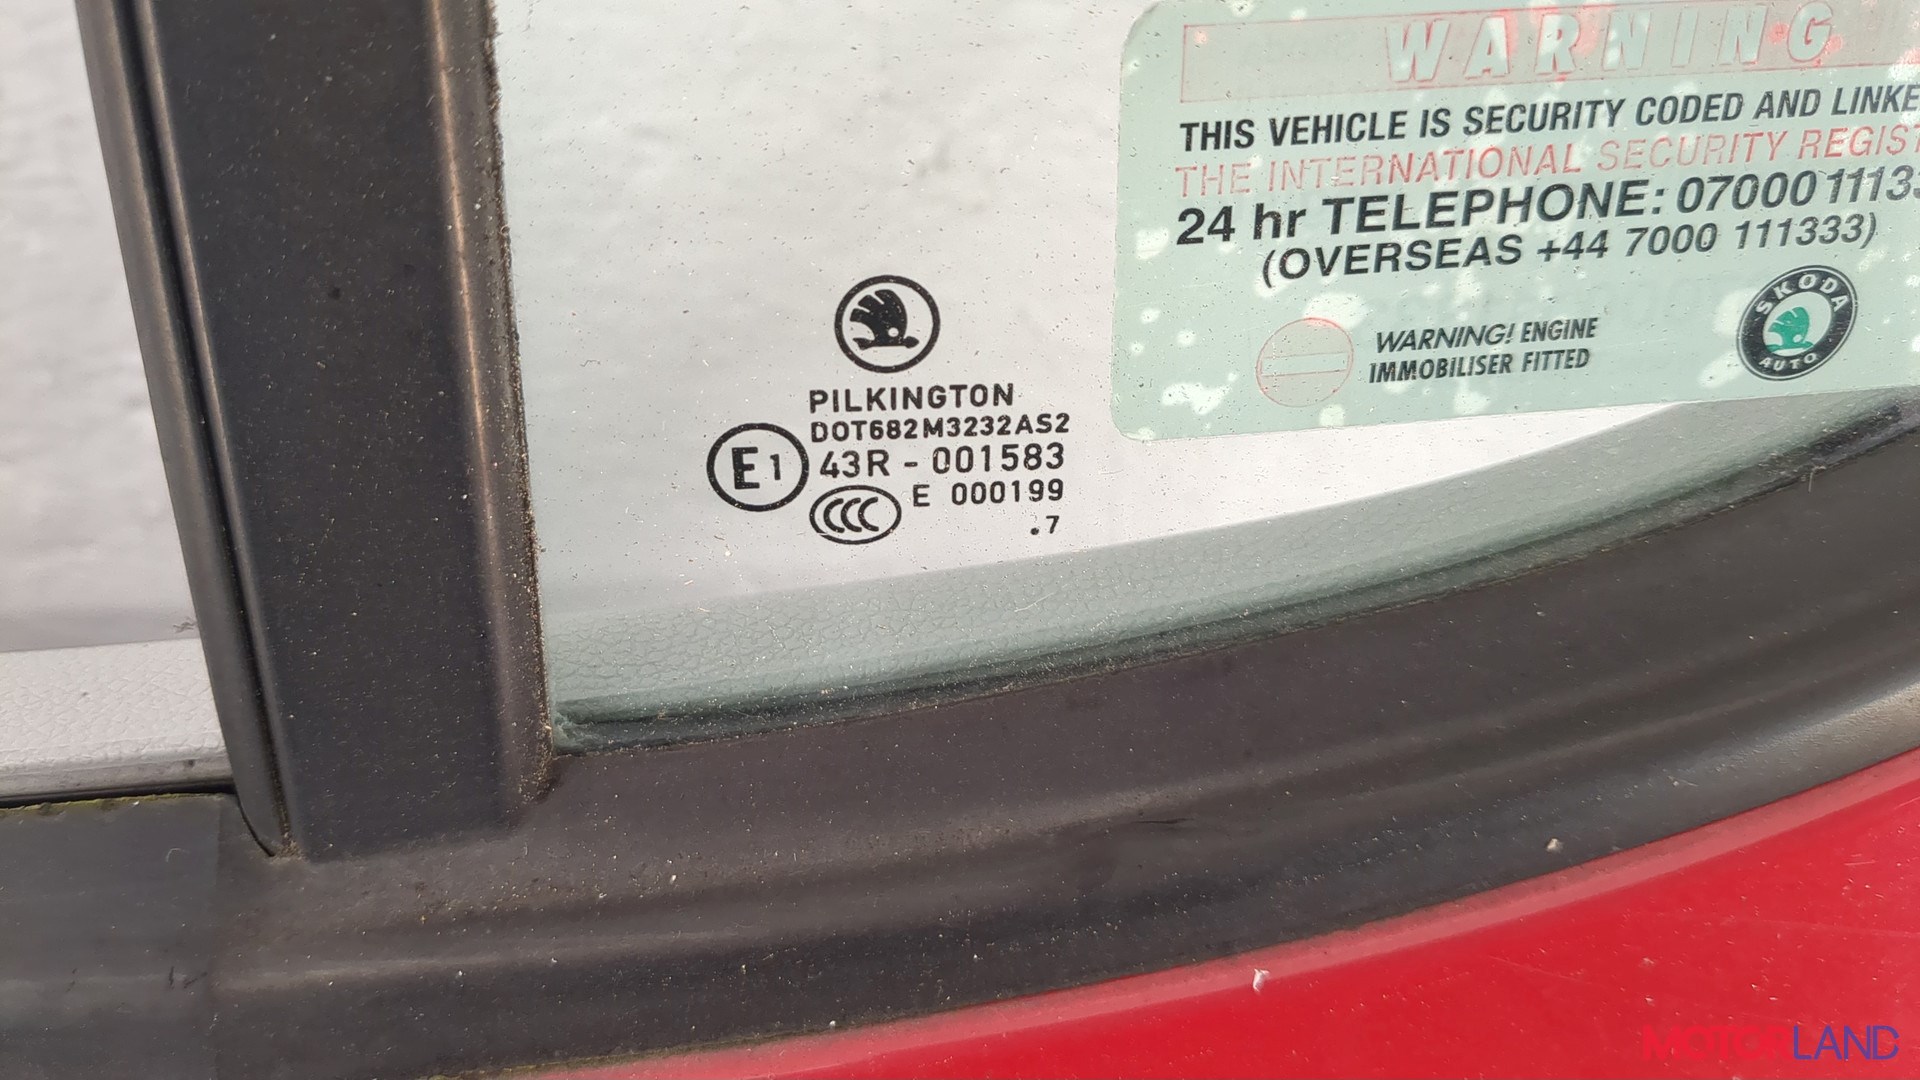 WARNING
THIS VEHICLE IS SECURITY CODED AND LINKE
THE INTERNATIONAL SECURITY REGIST
24 hr TELEPHONE: 07000 11133
(OVERSEAS +44 7000 111333)
WARNING! ENGINE
IMMOBILISER FITTED
SKODA
AUTO
PILKINGTON
DOT682M3232AS2
E1 43R - 001583
CCC E 000199
.7
MOTORLAND